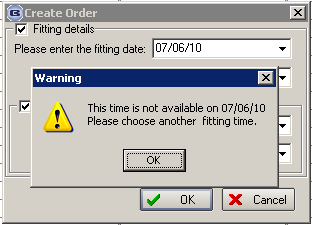 Create Order
Fitting details
Please enter the fitting date: 07/06/10
Warning
This time is not available on 07/06/10
Please choose another fitting time.
OK
OK Cancel